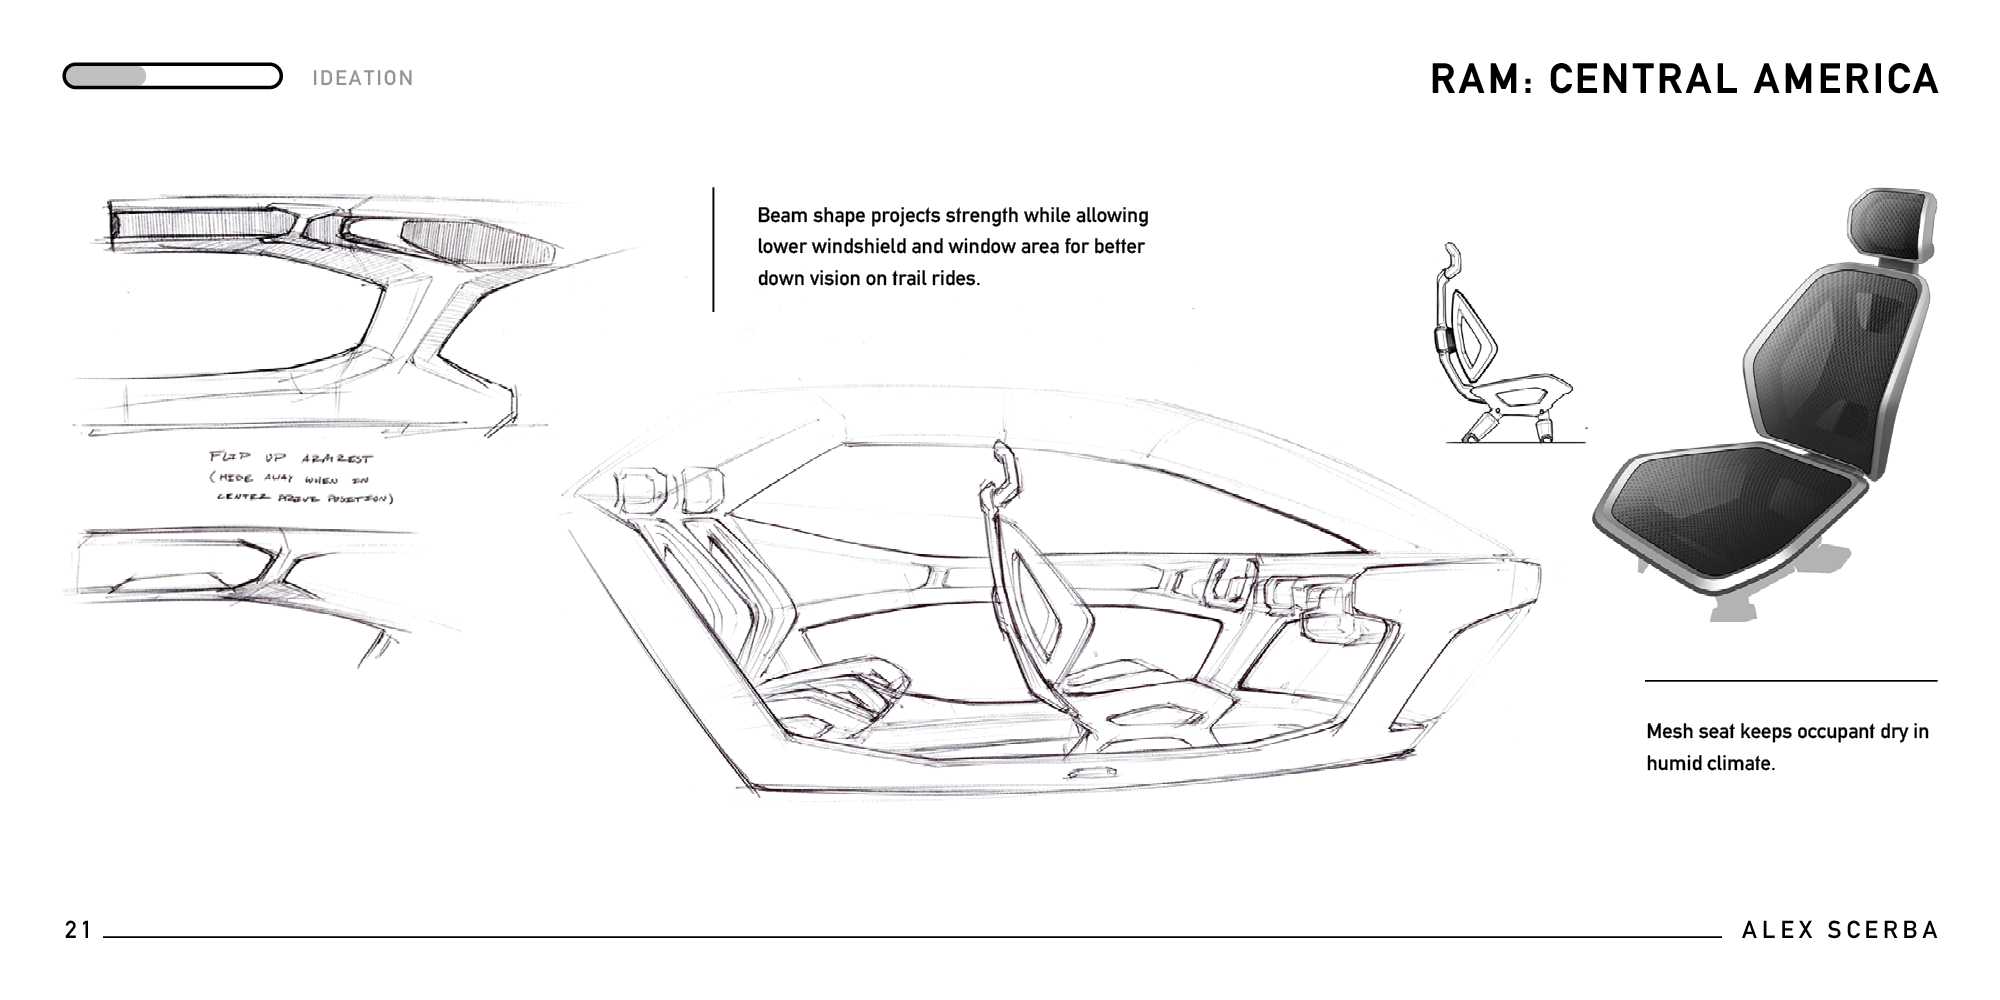 IDEATION
RAM: CENTRAL AMERICA
Beam shape projects strength while allowing
lower windshield and window area for better
down vision on trail rides.
FLIP UP ARMREST
(HIDE AWAY WHEN IN
CENTER DRIVE POSITION)
Mesh seat keeps occupant dry in
humid climate.
21
ALEX SCERBA